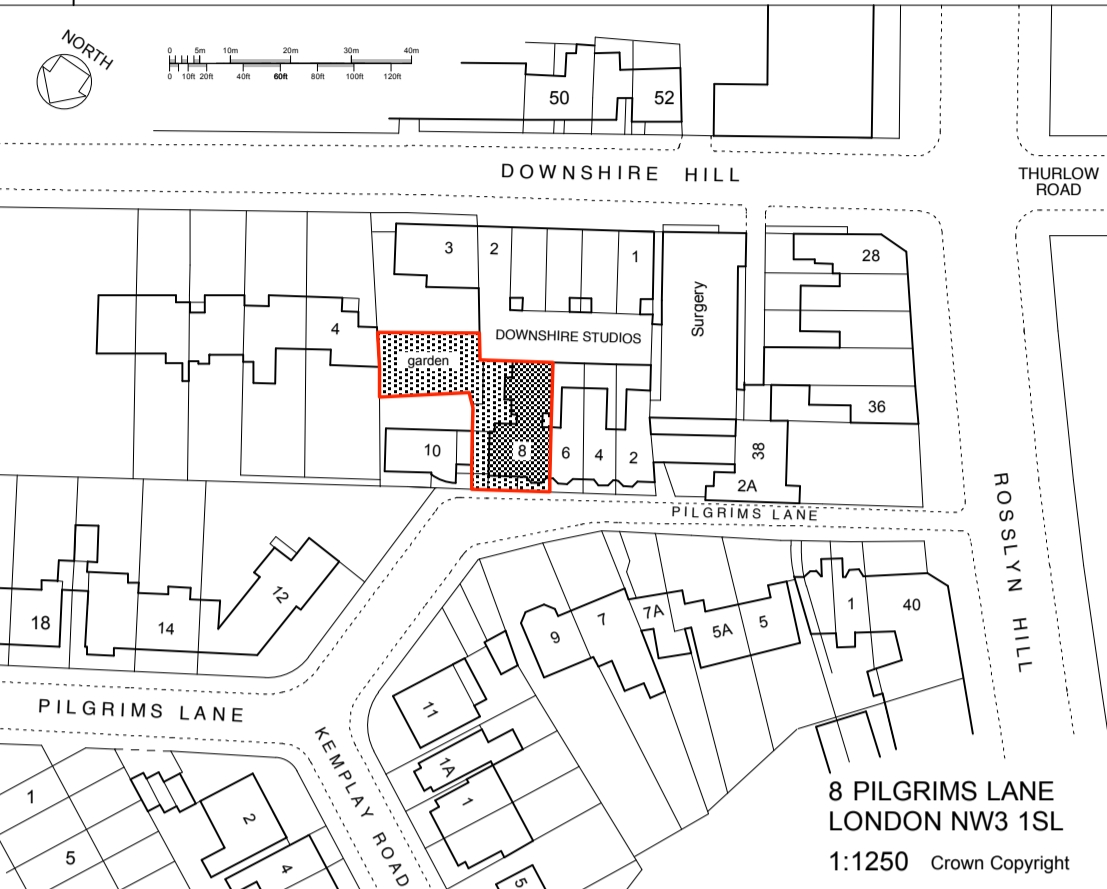 NORTH
0 5m 10m 20m 30m 40m
0 10ft 20ft 40ft 60ft 80ft 100ft 120ft
50
52
DOWNSHIRE HILL
THURLOW
ROAD
3
2
1
28
Surgery
4
DOWNSHIRE STUDIOS
garden
36
10
8
6
4
2
38
2A
PILGRIMS LANE
ROSSLYN HILL
12
18
14
9
7
7A
5A
5
1
40
11
PILGRIMS LANE
KEMPLAY ROAD
1A
1
1
2
5
4
5
8 PILGRIMS LANE
LONDON NW3 1SL
1:1250 Crown Copyright